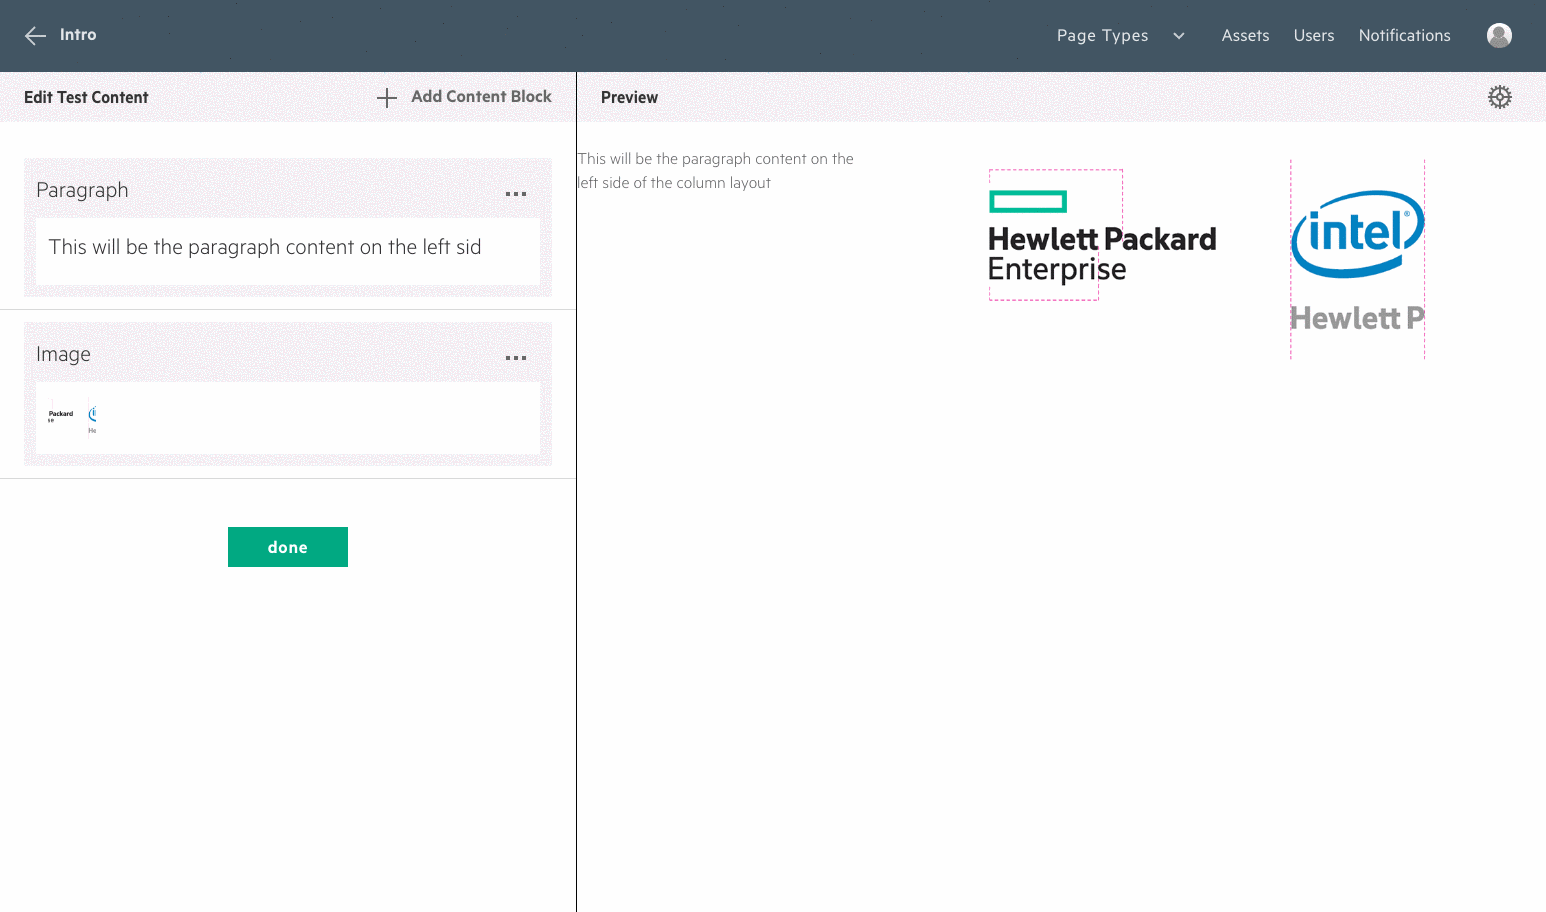 Intro
Page Types
Assets
Users
Notifications
Edit Test Content
Add Content Block
Preview
Paragraph
This will be the paragraph content on the left sid
Image
Packard
se
He
done
This will be the paragraph content on the
left side of the column layout
Hewlett Packard
Enterprise
intel®
Hewlett P